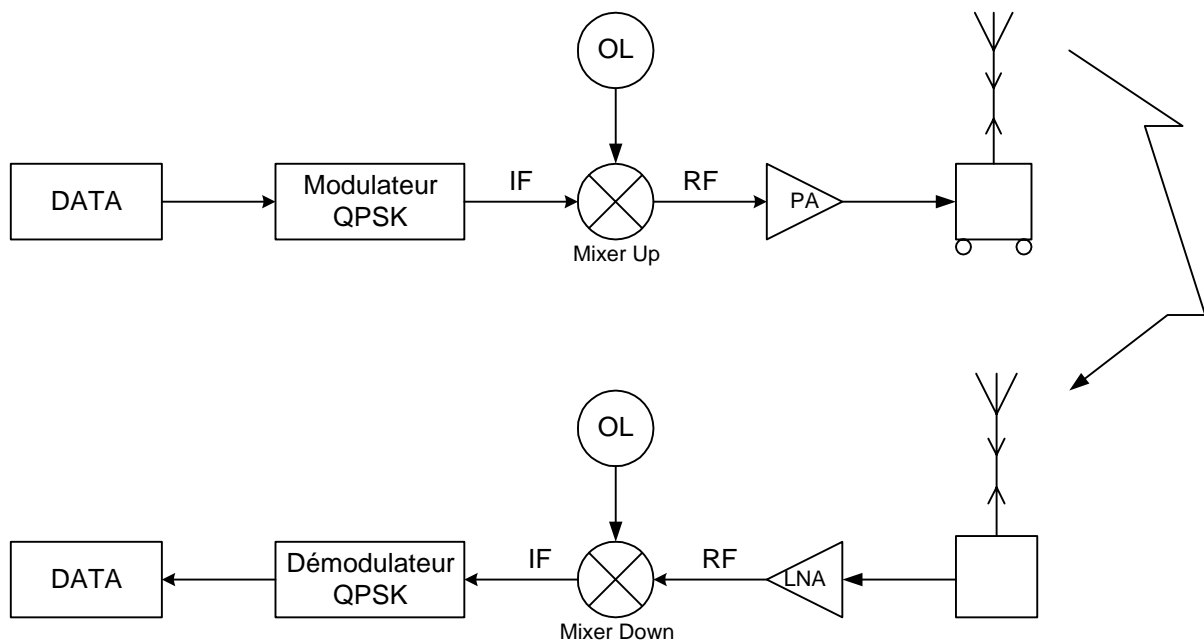 OL
DATA
Modulateur
QPSK
IF
RF
PA
Mixer Up
OL
DATA
Démodulateur
QPSK
IF
RF
LNA
Mixer Down